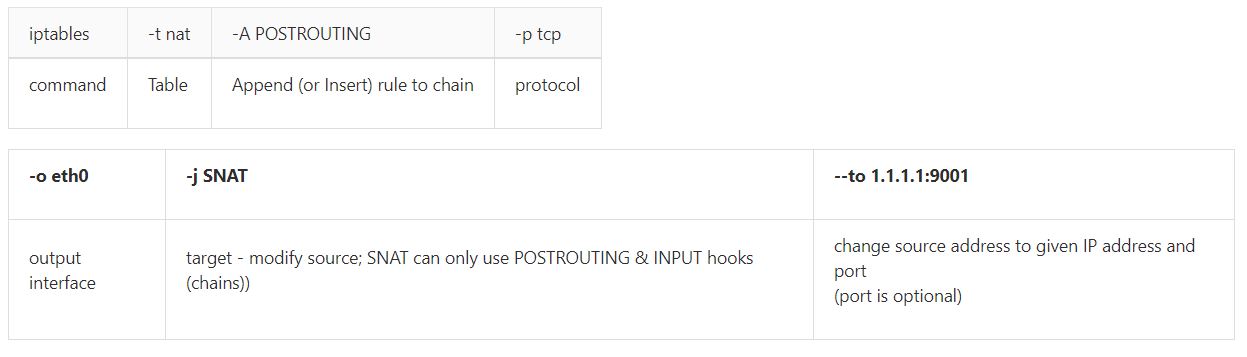 iptables -t nat -A POSTROUTING -p tcp
command Table Append (or Insert) rule to chain protocol
-o eth0 -j SNAT --to 1.1.1.1:9001
output
interface
target - modify source; SNAT can only use POSTROUTING & INPUT hooks
(chains))
change source address to given IP address and
port
(port is optional)